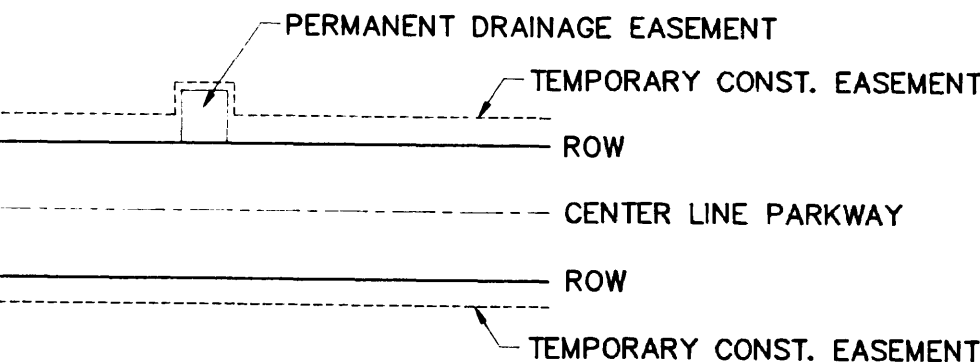 PERMANENT DRAINAGE EASEMENT
TEMPORARY CONST. EASEMENT
ROW
CENTER LINE PARKWAY
ROW
TEMPORARY CONST. EASEMENT